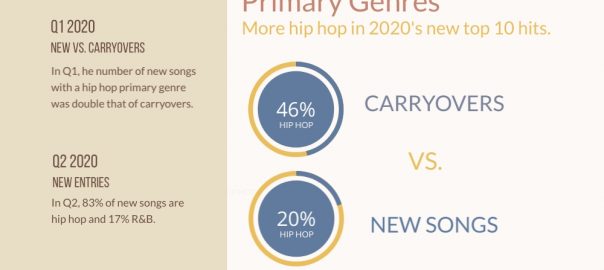 Q1 2020
NEW VS. CARRYOVERS
In Q1, he number of new songs
with a hip hop primary genre
was double that of carryovers.
Q2 2020
NEW ENTRIES
In Q2, 83% of new songs are
hip hop and 17% R&B.
Primary Genres
More hip hop in 2020's new top 10 hits.
46%
HIP HOP
CARRYOVERS
VS.
20%
HIP HOP
NEW SONGS